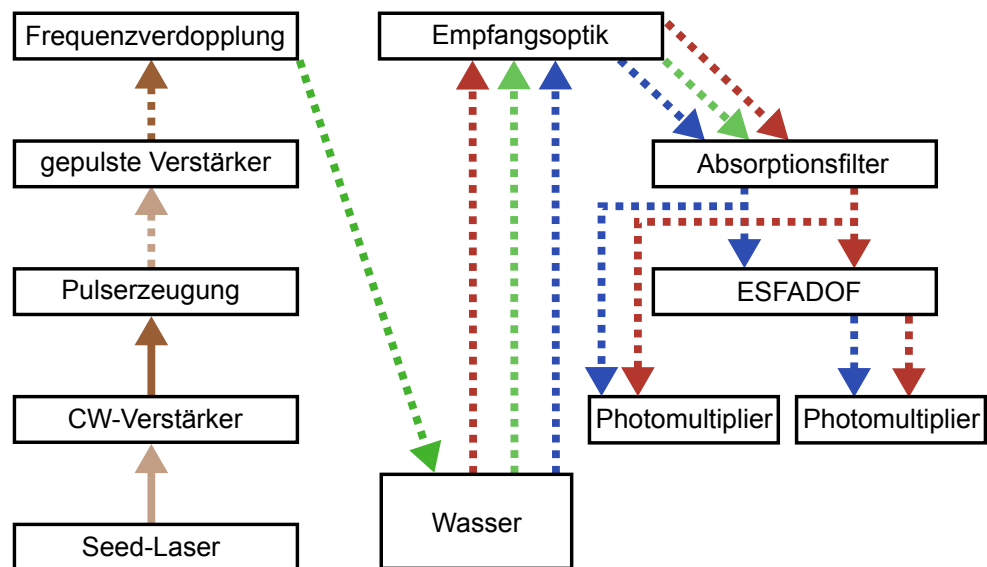 Frequenzverdopplung
gepulste Verstärker
Pulserzeugung
CW-Verstärker
Seed-Laser
Empfangsoptik
Absorptionsfilter
ESFADOF
Photomultiplier
Photomultiplier
Wasser